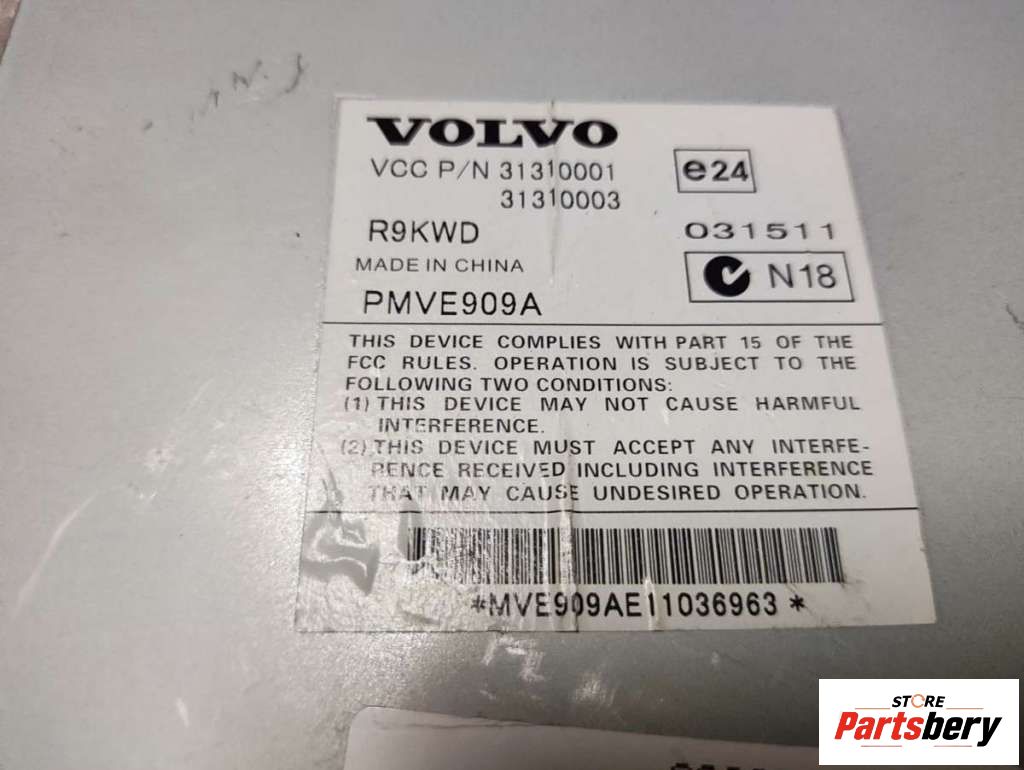 VOLVO
VCC P/N 31310001
31310003
e24
R9KWD
031511
MADE IN CHINA
N18
PMVE909A
THIS DEVICE COMPLIES WITH PART 15 OF THE
FCC RULES. OPERATION IS SUBJECT TO THE
FOLLOWING TWO CONDITIONS:
(1) THIS DEVICE MAY NOT CAUSE HARMFUL
INTERFERENCE.
(2) THIS DEVICE MUST ACCEPT ANY INTERFE-
RENCE RECEIVED INCLUDING INTERFERENCE
THAT MAY CAUSE UNDESIRED OPERATION.
*MVE909AE11036963*
STORE
Partsbery